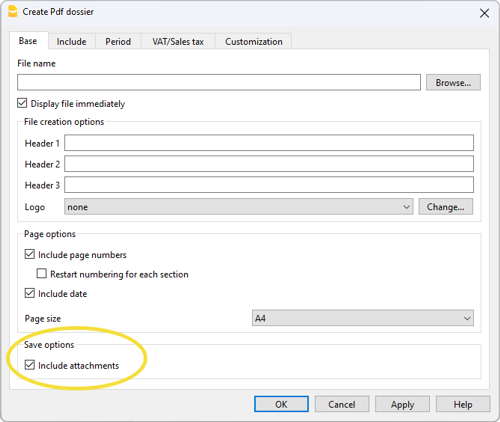 Create Pdf dossier
Base Include Period VAT/Sales tax Customization
File name
Browse...
Display file immediately
File creation options
Header 1
Header 2
Header 3
Logo none Change...
Page options
Include page numbers
Restart numbering for each section
Include date
Page size A4
Save options
Include attachments
OK Cancel Apply Help